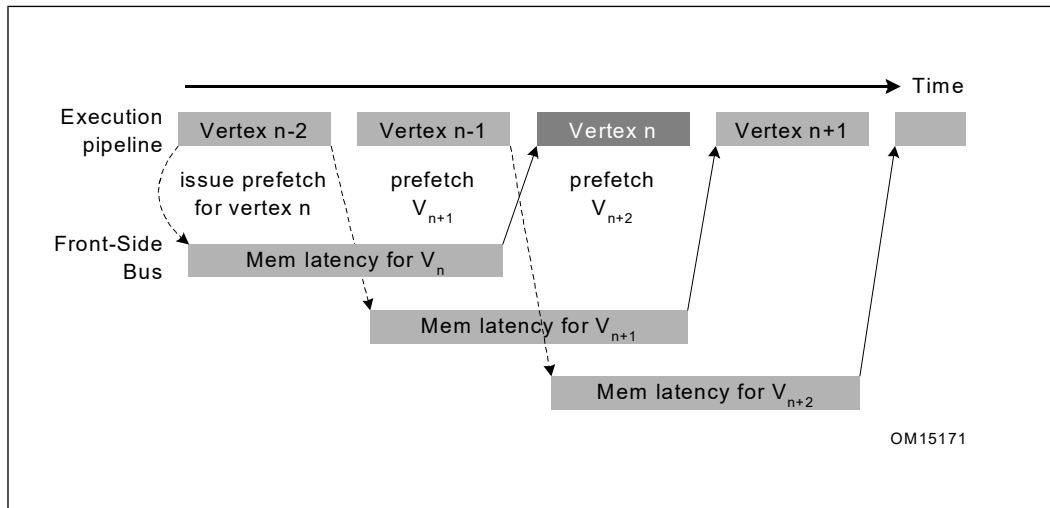 Time
Execution
pipeline
Vertex n-2
Vertex n-1
Vertex n
Vertex n+1
issue prefetch
for vertex n
prefetch
Vn+1
prefetch
Vn+2
Front-Side
Bus
Mem latency for Vn
Mem latency for Vn+1
Mem latency for Vn+2
OM15171